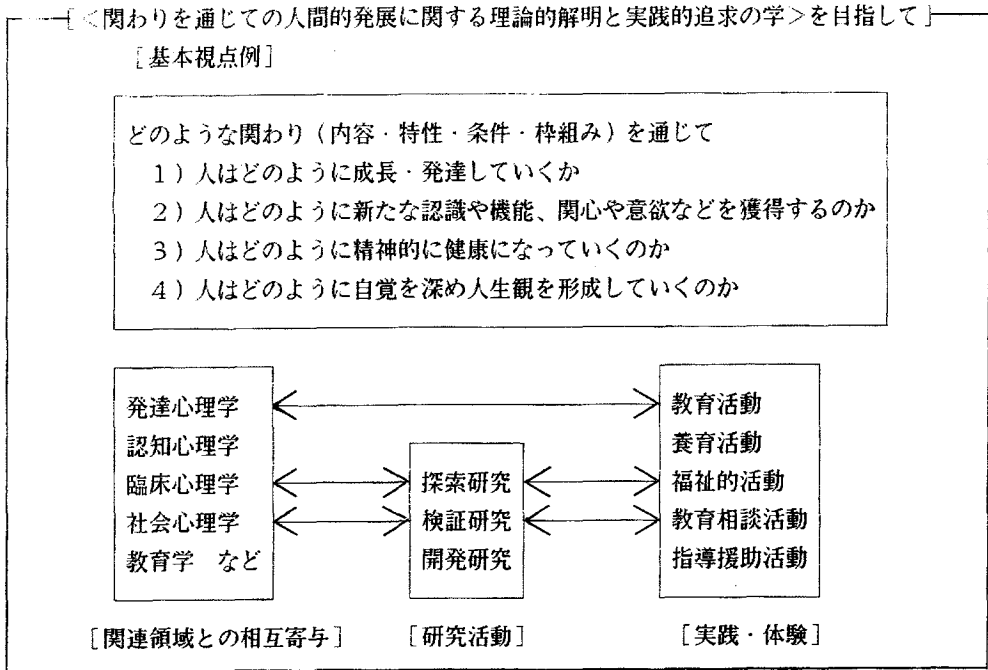 [＜関わりを通じての人間的発展に関する理論的解明と実践的追求の学＞を目指して]
[基本視点例]
どのような関わり（内容・特性・条件・枠組み）を通じて
１）人はどのように成長・発達していくか
２）人はどのように新たな認識や機能、関心や意欲などを獲得するのか
３）人はどのように精神的に健康になっていくのか
４）人はどのように自覚を深め人生観を形成していくのか
発達心理学
認知心理学
臨床心理学
社会心理学
教育学　など
[関連領域との相互寄与]
探索研究
検証研究
開発研究
[研究活動]
教育活動
養育活動
福祉的活動
教育相談活動
指導援助活動
[実践・体験]